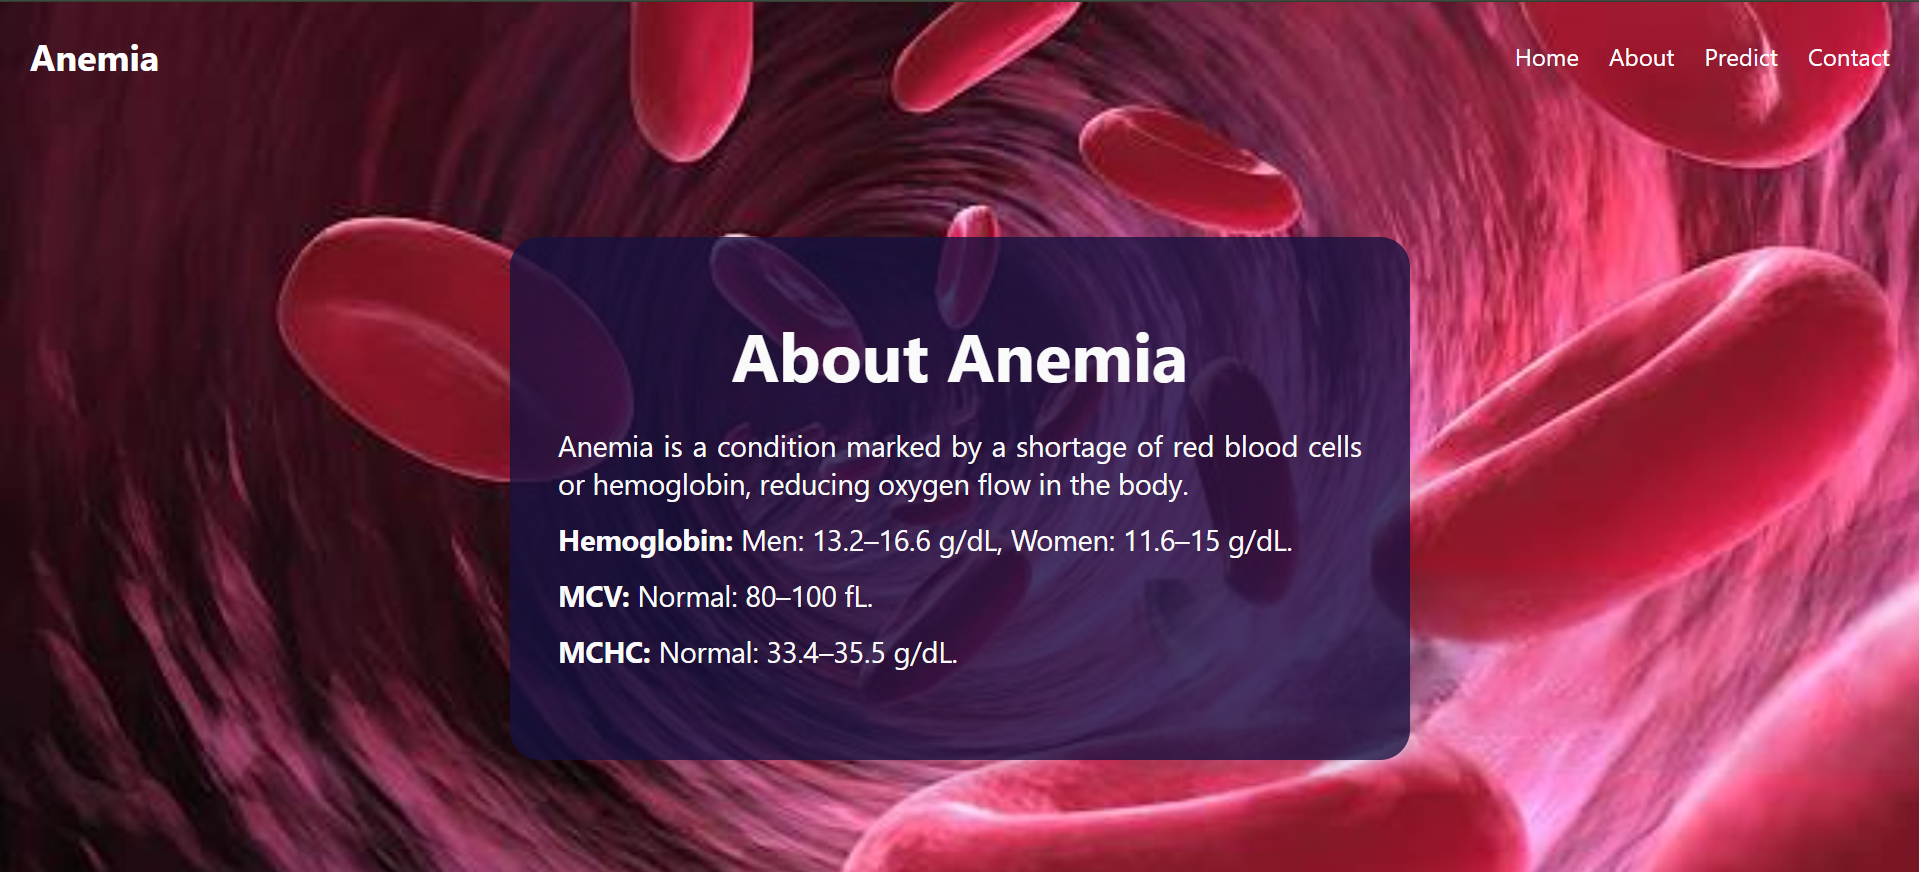 Anemia
Home About Predict Contact
About Anemia
Anemia is a condition marked by a shortage of red blood cells
or hemoglobin, reducing oxygen flow in the body.
Hemoglobin: Men: 13.2–16.6 g/dL, Women: 11.6–15 g/dL.
MCV: Normal: 80–100 fL.
MCHC: Normal: 33.4–35.5 g/dL.